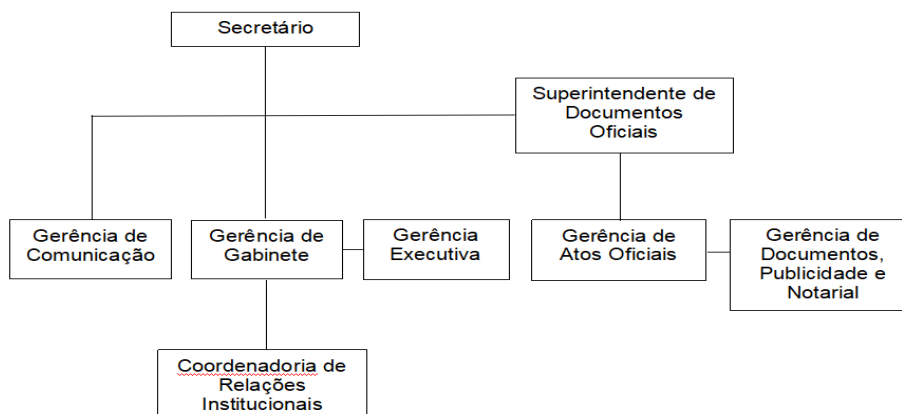 Secretário
Superintendente de
Documentos
Oficiais
Gerência de
Comunicação
Gerência de
Gabinete
Gerência
Executiva
Gerência de
Atos Oficiais
Gerência de
Documentos,
Publicidade e
Notarial
Coordenadoria de
Relações
Institucionais